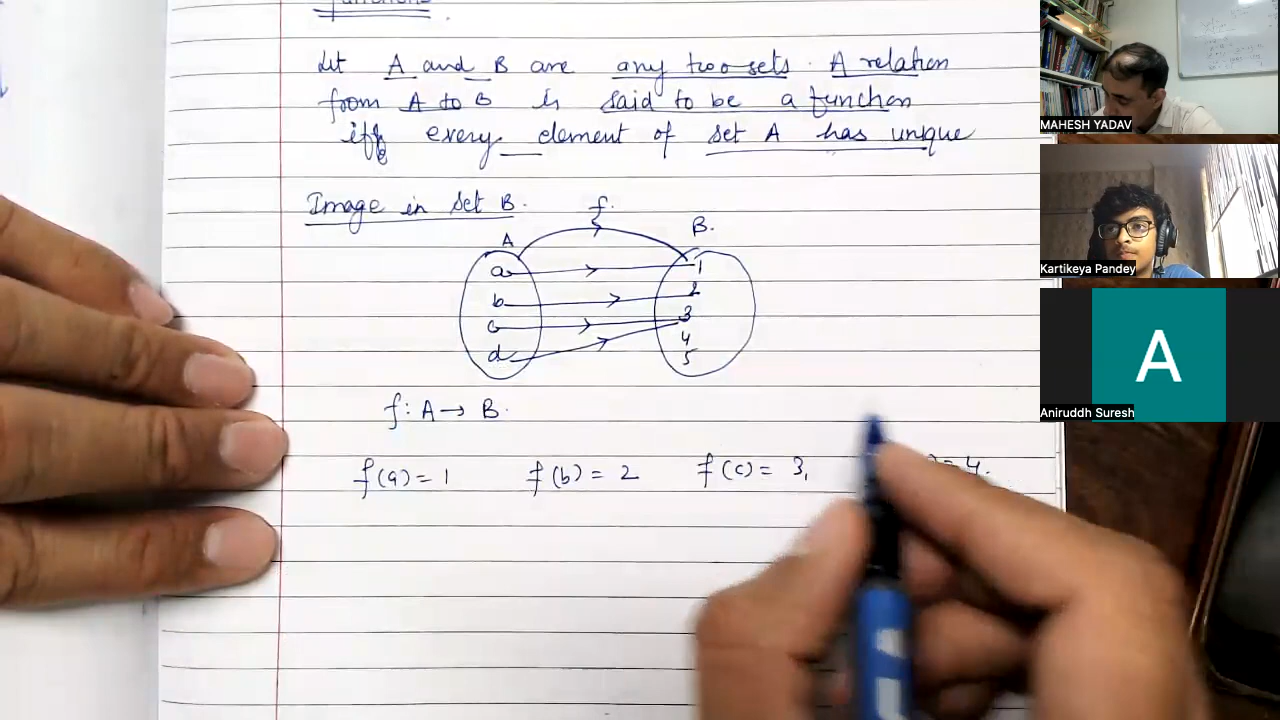 functions
Let A and B are any two sets. A relation
from A to B is said to be a function
iff every element of set A has unique
Image in set B.
f.
A
B.
a
1
b
2
c
3
d
4
5
f: A → B.
f(a) = 1 f(b) = 2 f(c) = 3, ) = 4.
MAHESH YADAV
Kartikeya Pandey
A
Aniruddh Suresh